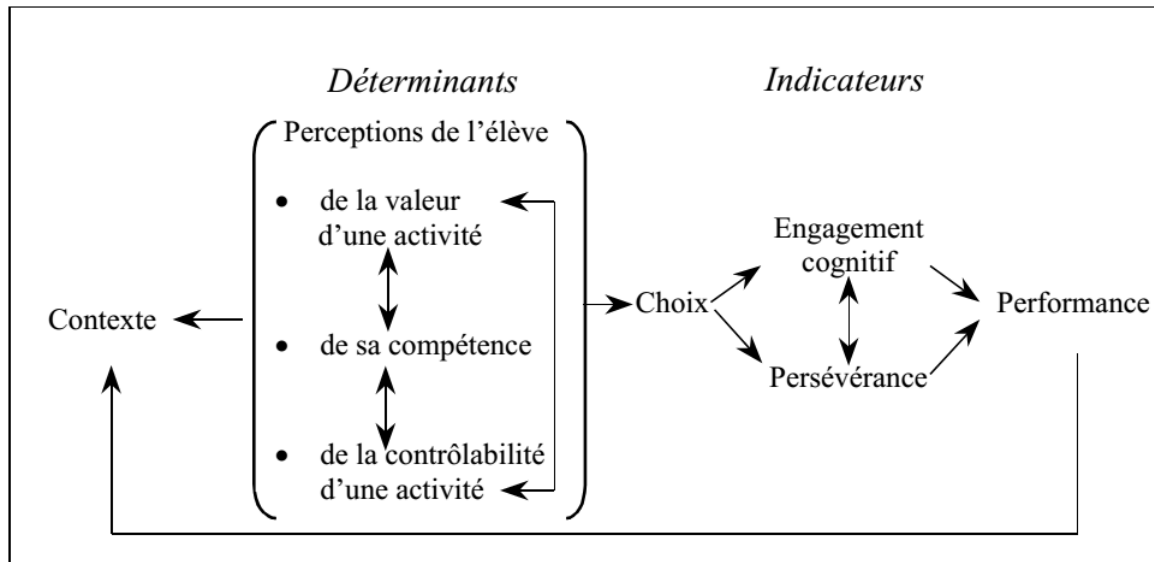 Déterminants
Indicateurs
Perceptions de l’élève
• de la valeur
d’une activité
Engagement
cognitif
Contexte
Choix
Performance
• de sa compétence
Persévérance
• de la contrôlabilité
d’une activité